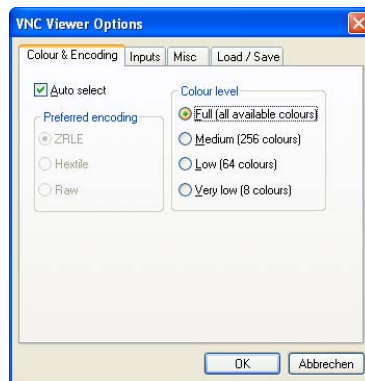 VNC Viewer Options
Colour & Encoding Inputs Misc Load / Save
Auto select
Preferred encoding
ZRLE
Hextile
Raw
Colour level
Full (all available colours)
Medium (256 colours)
Low (64 colours)
Very low (8 colours)
OK Abbrechen